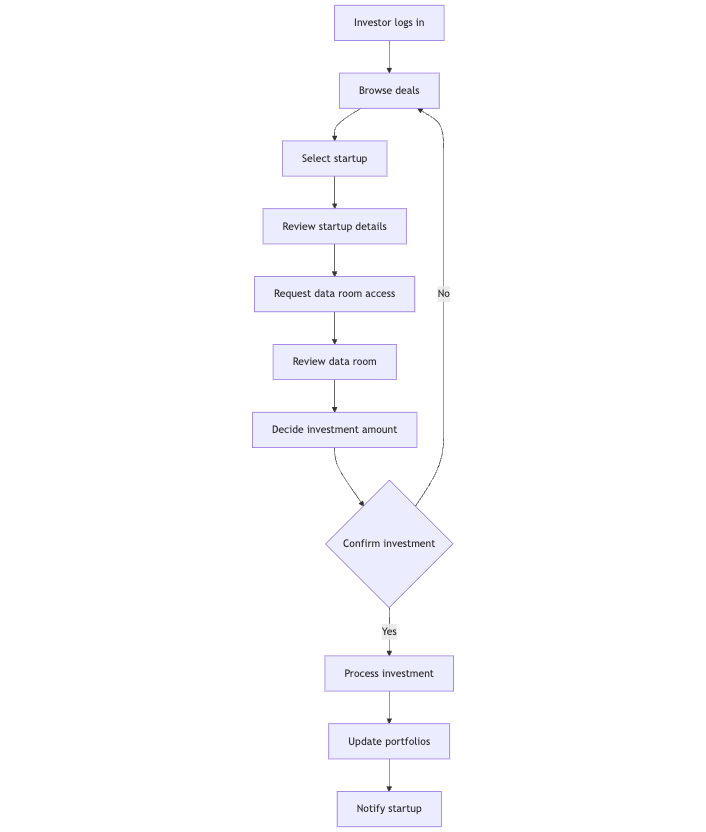 Investor logs in
Browse deals
Select startup
Review startup details
Request data room access
No
Review data room
Decide investment amount
Confirm investment
Yes
Process investment
Update portfolios
Notify startup